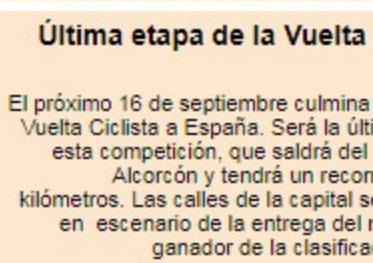 Última etapa de la Vuelta
El próximo 16 de septiembre culmina
Vuelta Ciclista a España. Será la
esta competición, que saldrá del
Alcorcón y tendrá un
kilómetros. Las calles de la capital
en escenario de la entrega del
ganador de la